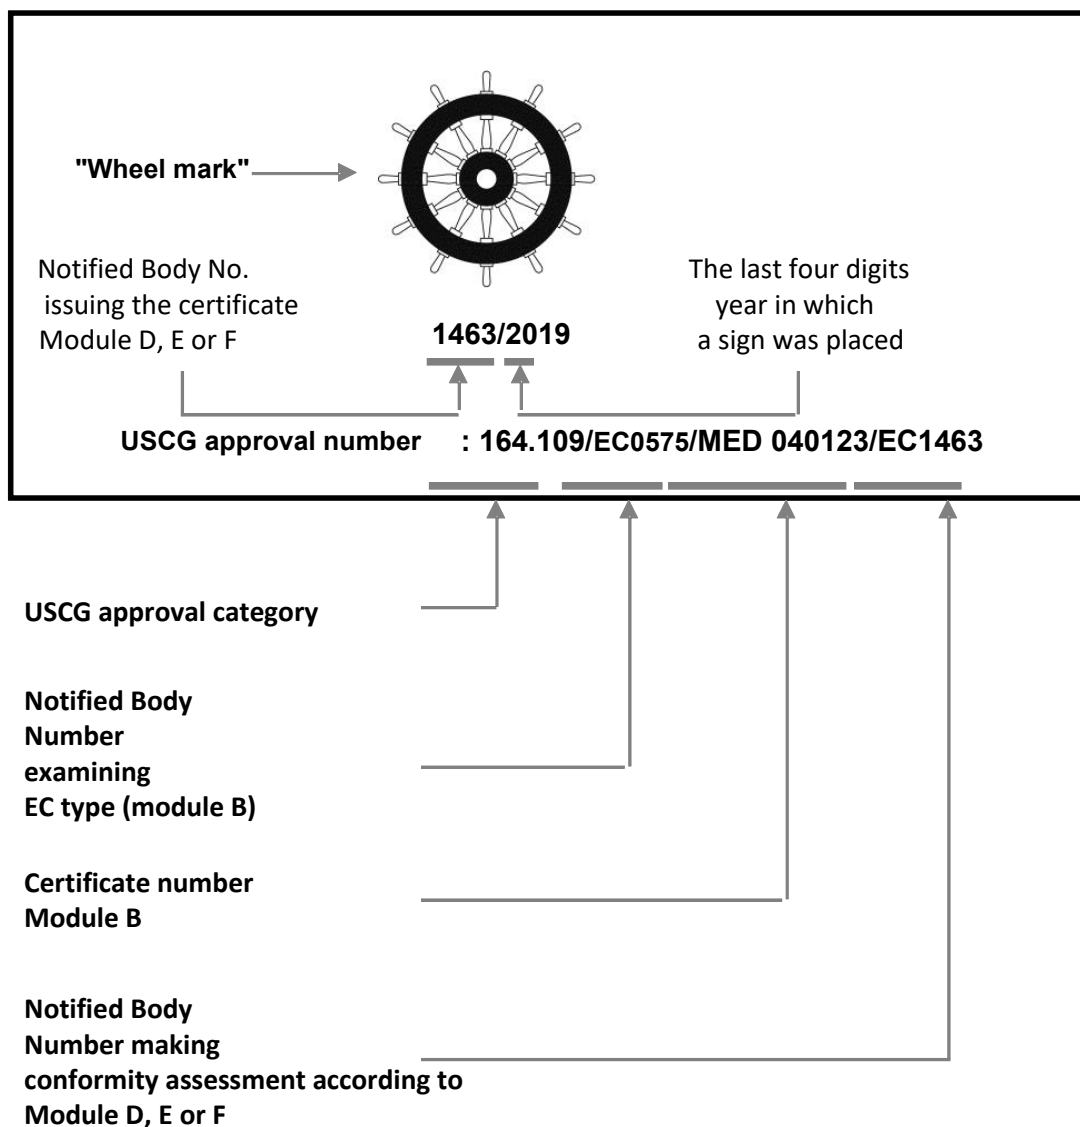 "Wheel mark"
Notified Body No.
issuing the certificate
Module D, E or F
The last four digits
year in which
a sign was placed
1463/2019
USCG approval number : 164.109/EC0575/MED 040123/EC1463
USCG approval category
Notified Body
Number
examining
EC type (module B)
Certificate number
Module B
Notified Body
Number making
conformity assessment according to
Module D, E or F